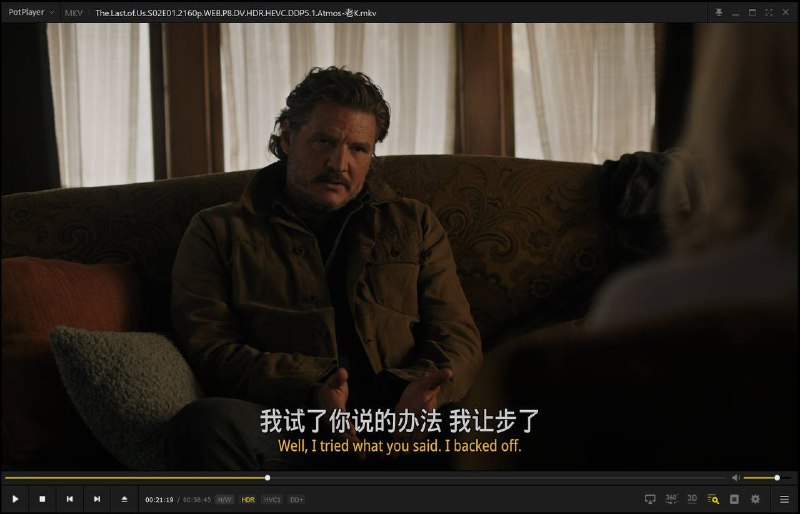 PotPlayer MKV The.Last.of.Us.S02E01.2160p.WEB.P8.DV.HDR.HEVC.DDP5.1.Atmos-老K.mkv
我试了你说的办法 我让步了
Well, I tried what you said. I backed off.
00:21:19 / 00:58:45 H/W HDR HVC1 DD+ 360° 3D